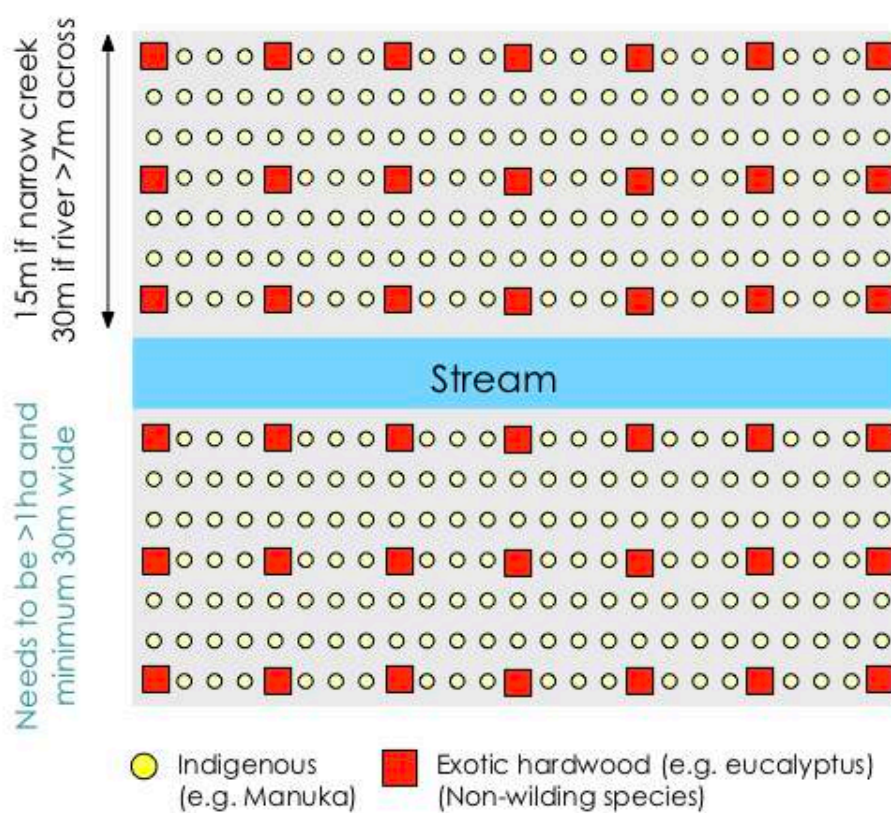 15m if narrow creek
30m if river >7m across
Stream
Needs to be >1ha and
minimum 30m wide
Indigenous
(e.g. Manuka)
Exotic hardwood (e.g. eucalyptus)
(Non-wilding species)